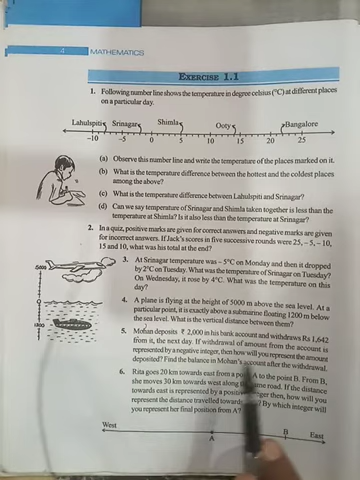 4 MATHEMATICS
EXERCISE 1.1
1. Following number line shows the temperature in degree celsius (°C) at different places
on a particular day.
Lahulspiti Srinagar Shimla Ooty Bangalore
–10 –5 0 5 10 15 20 25
(a) Observe this number line and write the temperature of the places marked on it.
(b) What is the temperature difference between the hottest and the coldest places
among the above?
(c) What is the temperature difference between Lahulspiti and Srinagar?
(d) Can we say temperature of Srinagar and Shimla taken together is less than the
temperature at Shimla? Is it also less than the temperature at Srinagar?
2. In a quiz, positive marks are given for correct answers and negative marks are given
for incorrect answers. If Jack's scores in five successive rounds were 25, – 5, – 10,
15 and 10, what was his total at the end?
3. At Srinagar temperature was – 5°C on Monday and then it dropped
by 2°C on Tuesday. What was the temperature of Srinagar on Tuesday?
On Wednesday, it rose by 4°C. What was the temperature on this
day?
4. A plane is flying at the height of 5000 m above the sea level. At a
particular point, it is exactly above a submarine floating 1200 m below
the sea level. What is the vertical distance between them?
5. Mohan deposits ₹ 2,000 in his bank account and withdraws Rs 1,642
from it, the next day. If withdrawal of amount from the account is
represented by a negative integer, then how will you represent the amount
deposited? Find the balance in Mohan's account after the withdrawal.
6. Rita goes 20 km towards east from a point A to the point B. From B,
she moves 30 km towards west along the same road. If the distance
towards east is represented by a positive integer then, how will you
represent the distance travelled towards By which integer will
you represent her final position from A?
West
A B East